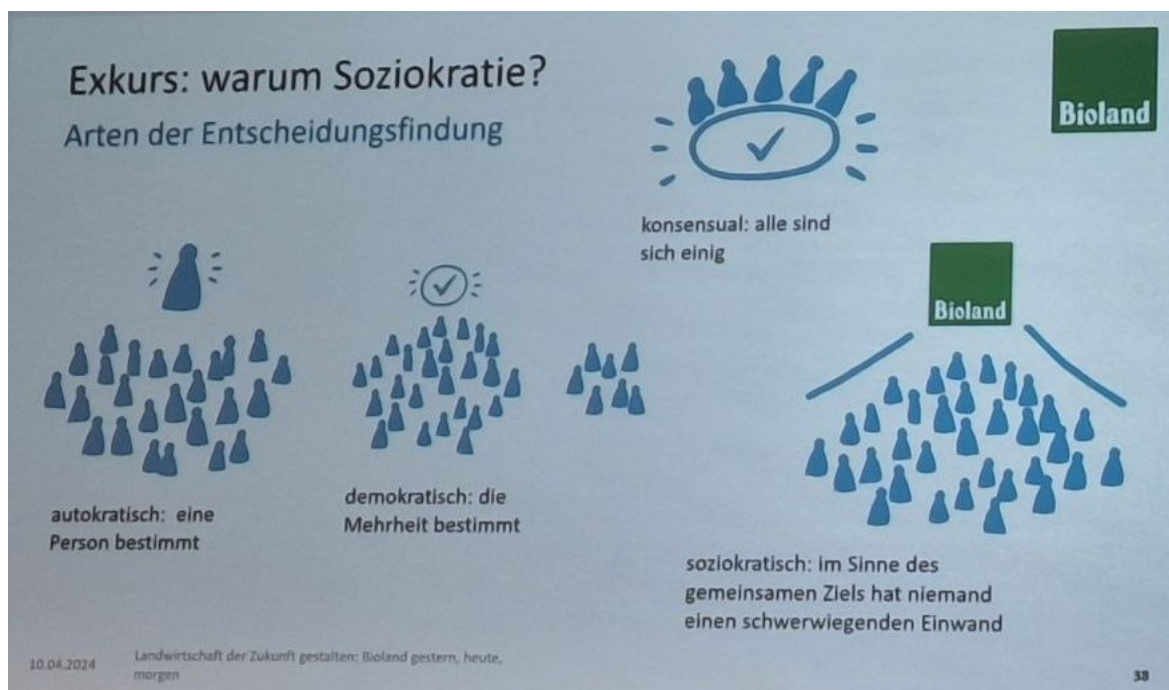 Exkurs: warum Soziokratie?
Arten der Entscheidungsfindung
Bioland
konsensual: alle sind
sich einig
Bioland
autokratisch: eine
Person bestimmt
demokratisch: die
Mehrheit bestimmt
soziokratisch: im Sinne des
gemeinsamen Ziels hat niemand
einen schwerwiegenden Einwand
10.04.2024
Landwirtschaft der Zukunft gestalten: Bioland gestern, heute,
morgen
38